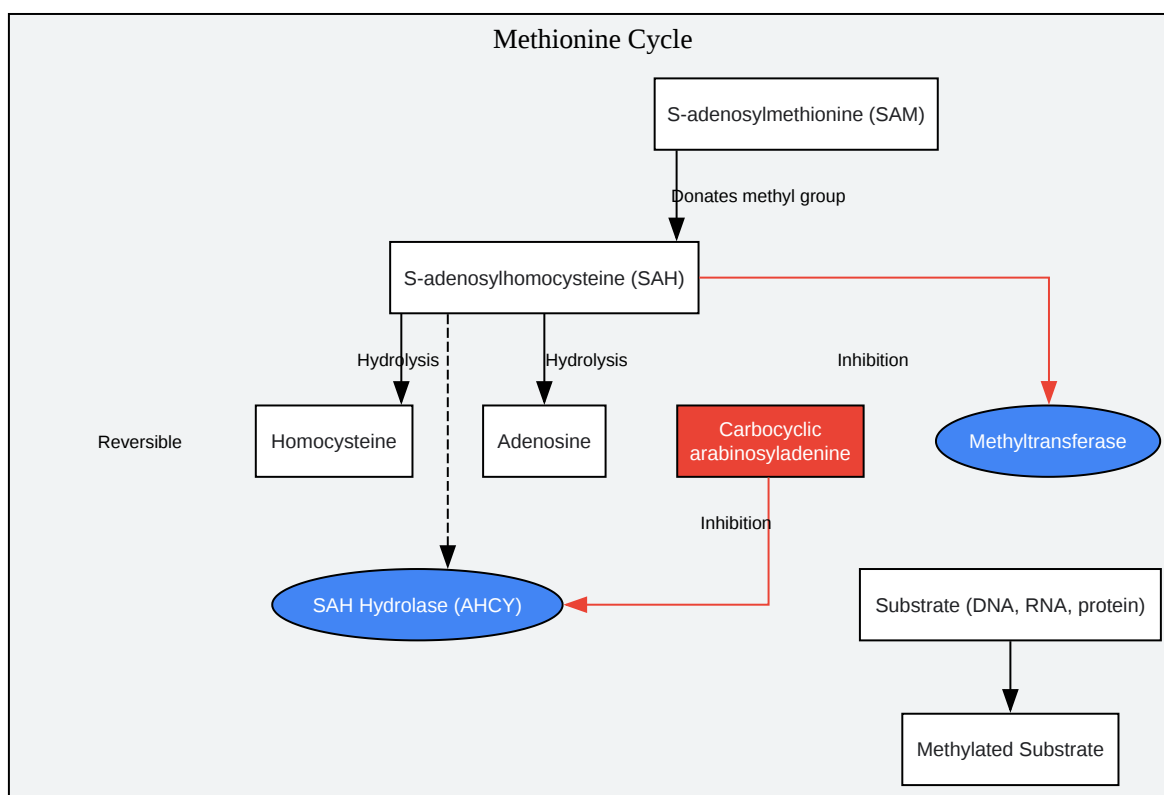 Methionine Cycle
S-adenosylmethionine (SAM)
Donates methyl group
S-adenosylhomocysteine (SAH)
Hydrolysis
Hydrolysis
Inhibition
Reversible
Homocysteine
Adenosine
Carbocyclic
arabinosyladenine
Methyltransferase
Inhibition
SAH Hydrolase (AHCY)
Substrate (DNA, RNA, protein)
Methylated Substrate